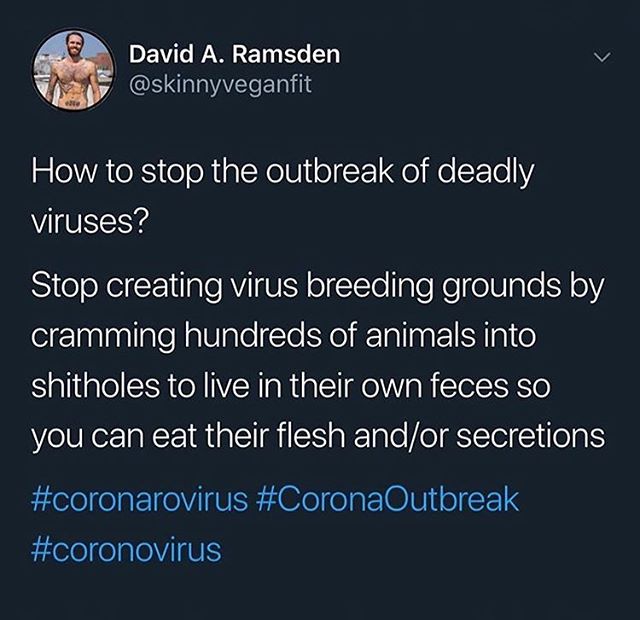 David A. Ramsden
@skinnyveganfit
How to stop the outbreak of deadly
viruses?
Stop creating virus breeding grounds by
cramming hundreds of animals into
shitholes to live in their own feces so
you can eat their flesh and/or secretions
#coronarovirus #CoronaOutbreak
#coronovirus